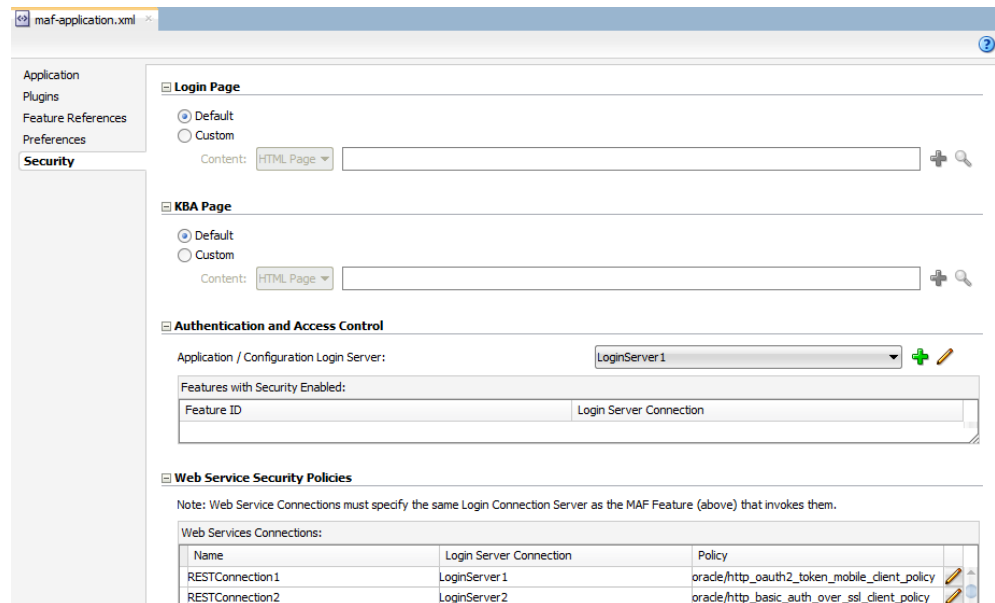 maf-application.xml
Application
Plugins
Feature References
Preferences
Security
Login Page
Default
Custom
Content: HTML Page
KBA Page
Default
Custom
Content: HTML Page
Authentication and Access Control
Application / Configuration Login Server: LoginServer1
Features with Security Enabled:
Feature ID Login Server Connection
Web Service Security Policies
Note: Web Service Connections must specify the same Login Connection Server as the MAF Feature (above) that invokes them.
Web Services Connections:
Name Login Server Connection Policy
RESTConnection1 LoginServer1 oracle/http_oauth2_token_mobile_client_policy
RESTConnection2 LoginServer2 oracle/http_basic_auth_over_ssl_client_policy